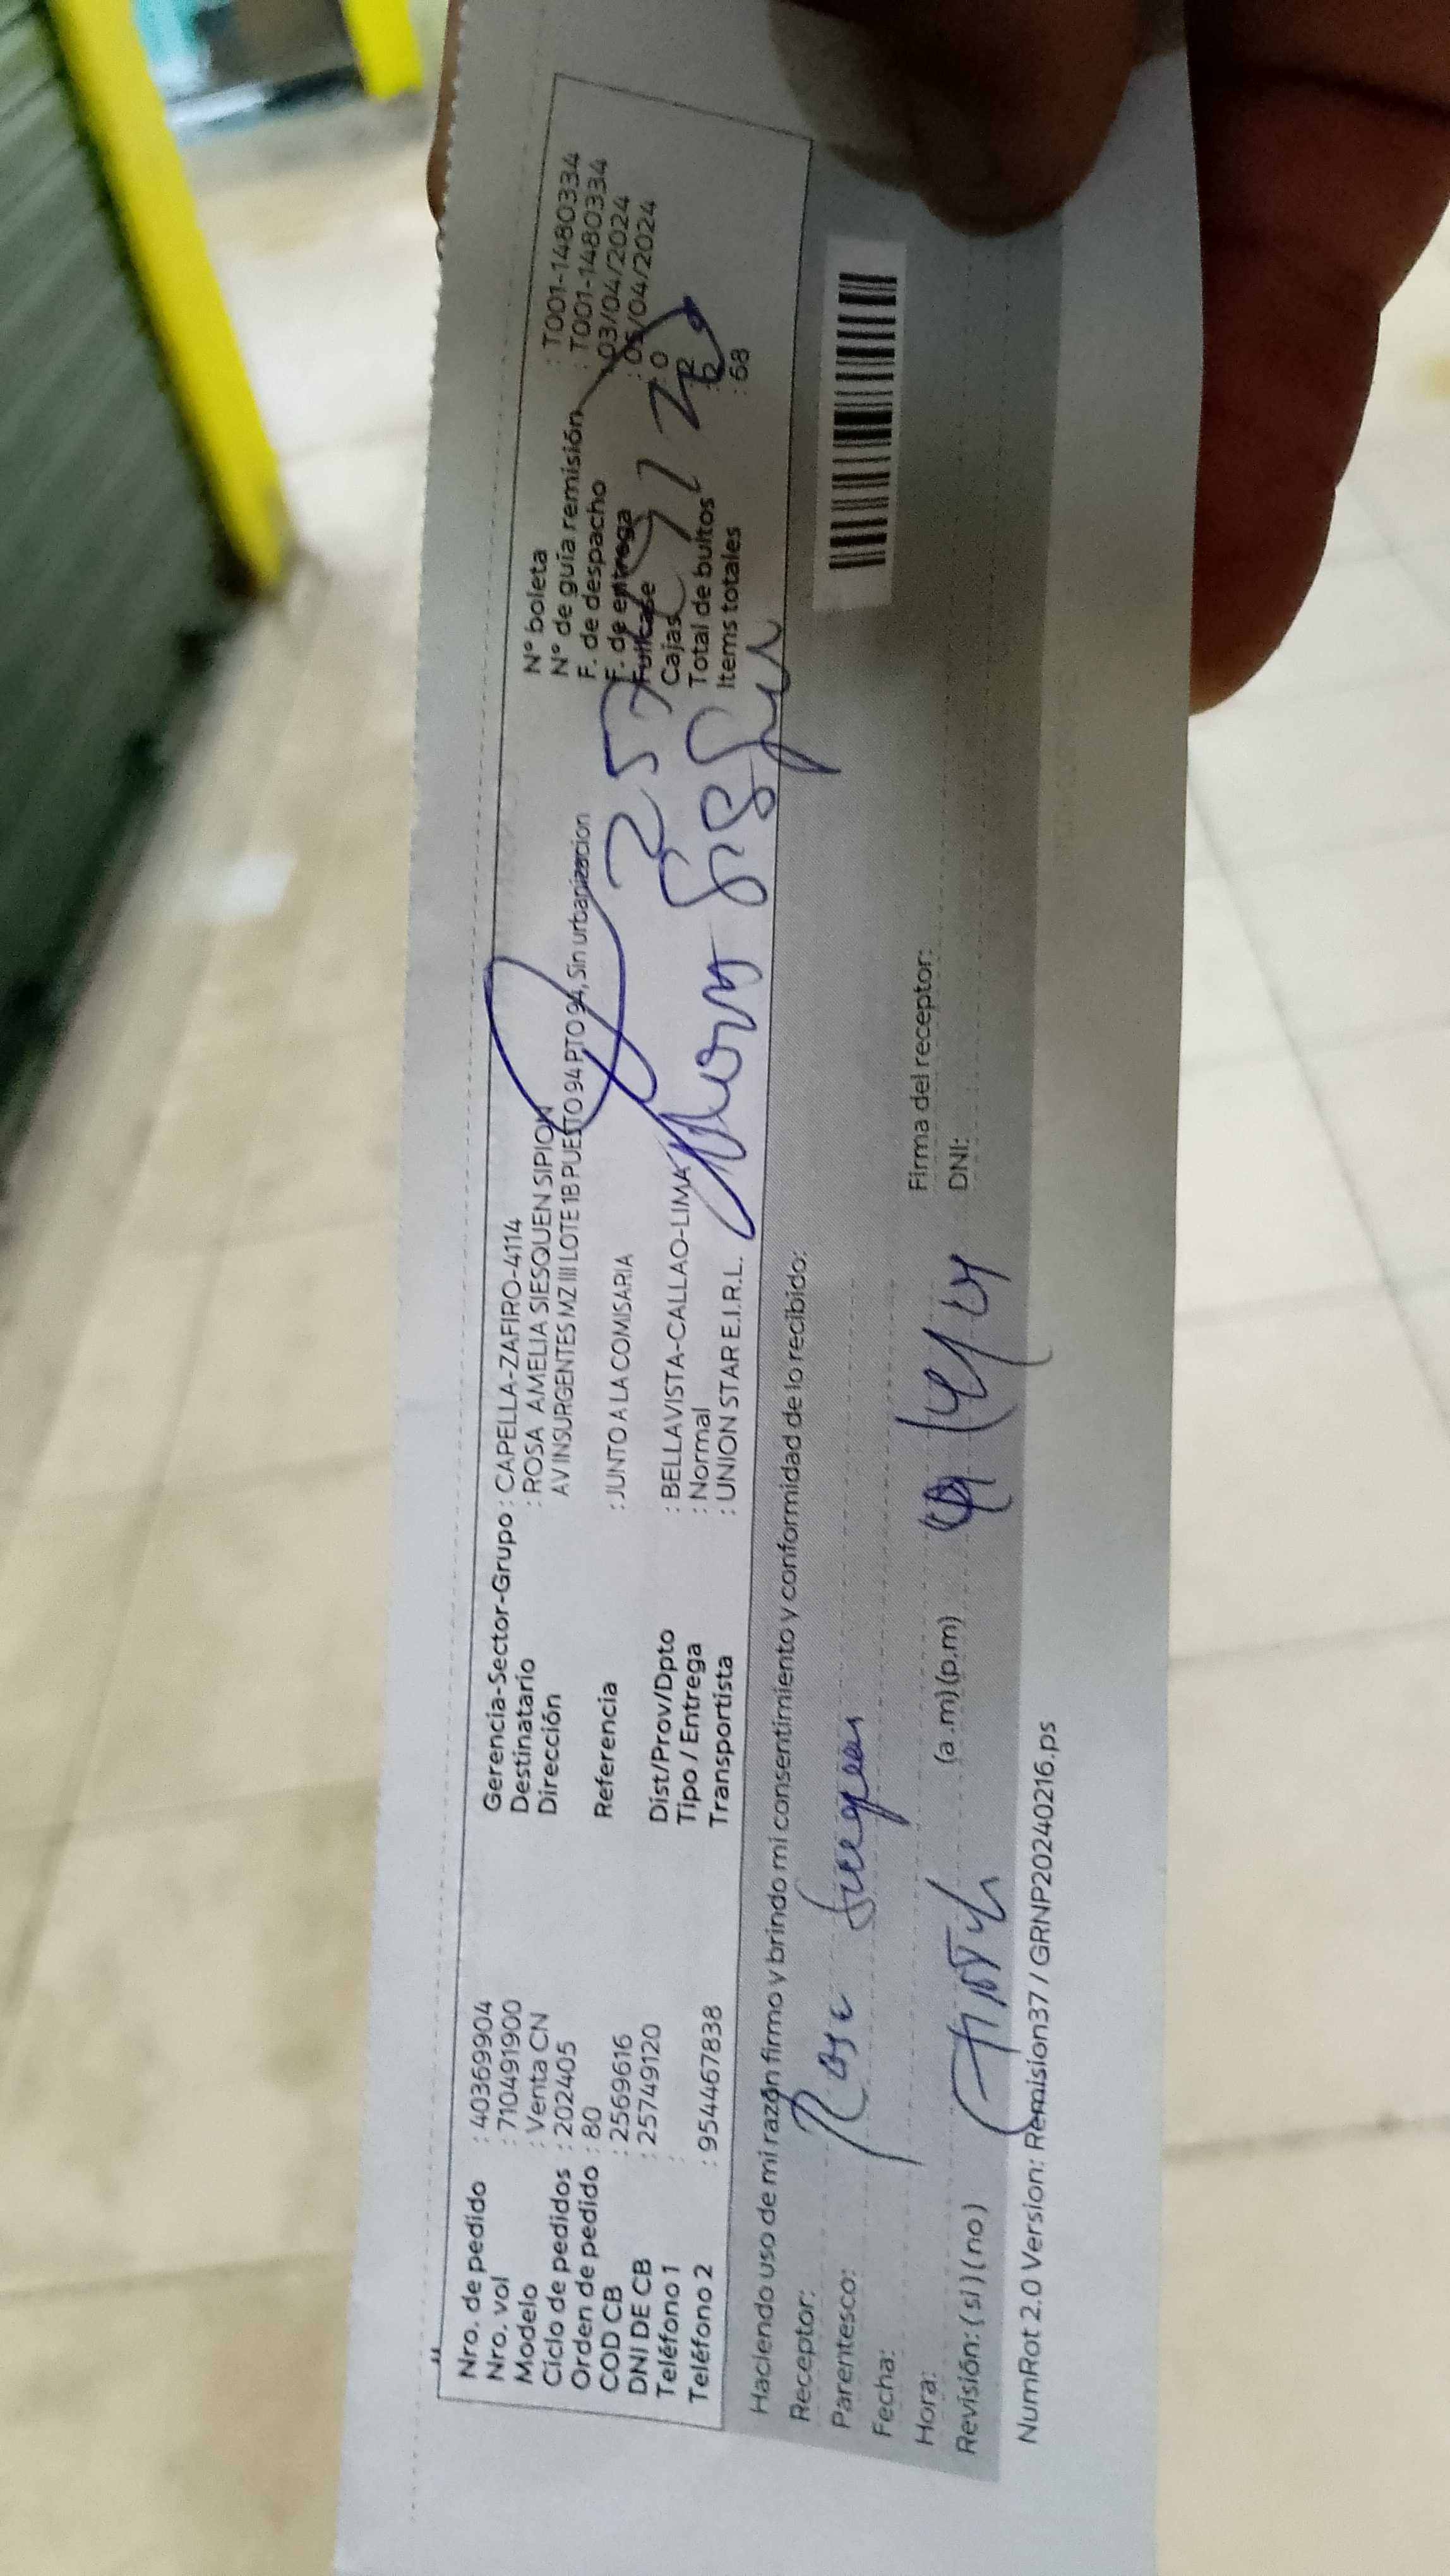 Nro. de pedido : 40369904
Nro. vol : 710491900
Modelo : Venta CN
Ciclo de pedidos : 202405
Orden de pedido : 80
COD CB : 2569616
DNI DE CB : 25749120
Teléfono 1 :
Teléfono 2 : 954467838
Gerencia-Sector-Grupo : CAPELLA-ZAFIRO-4114
Destinatario : ROSA AMELIA SIESQUEN SIPION
Dirección AV INSURGENTES MZ III LOTE 1B PUESTO 94 PTO 94, Sin urbanizacion
Referencia : JUNTO A LA COMISARIA
Dist/Prov/Dpto : BELLAVISTA-CALLAO-LIMA
Tipo / Entrega : Normal
Transportista : UNION STAR E.I.R.L.
N° boleta : T001-1480334
N° de guía remisión : T001-1480334
F. de despacho : 03/04/2024
F. de entrega : 05/04/2024
Fullcase : 0
Cajas
Total de bultos
Items totales : 68
Haciendo uso de mi razón firmo y brindo mi consentimiento y conformidad de lo recibido:
Receptor: Rosa
Parentesco:
Fecha:
Hora: (a.m) (p.m)
Revisión: ( si ) ( no )
Firma del receptor:
DNI:
NumRot 2.0 Version: Remision37 / GRNP20240216.ps